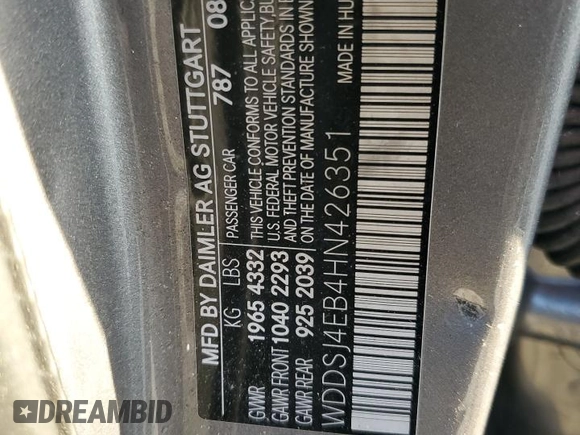 MFD BY DAIMLER AG STUTTGART 08
787
KG LBS PASSENGER CAR
GVWR 1965 4332
GAWR FRONT 1040 2293
GAWR REAR 925 2039
THIS VEHICLE CONFORMS TO ALL APPLICA
U.S. FEDERAL MOTOR VEHICLE SAFETY, BU
AND THEFT PREVENTION STANDARDS IN
ON THE DATE OF MANUFACTURE SHOWN
MADE IN HU
WDDSJ4EB4HN426351
DREAMBID